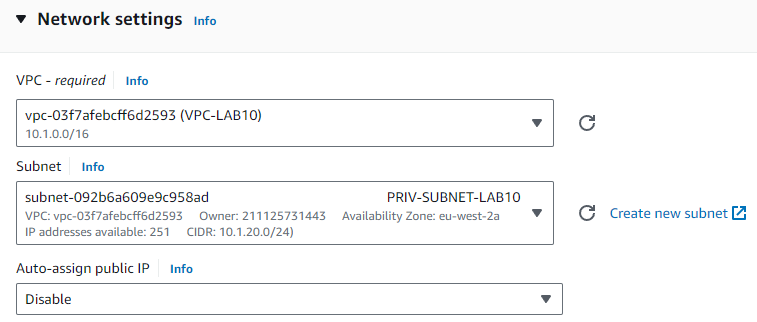 Network settings Info
VPC - required Info
vpc-03f7afebcff6d2593 (VPC-LAB10)
10.1.0.0/16
Subnet Info
subnet-092b6a609e9c958ad PRIV-SUBNET-LAB10
VPC: vpc-03f7afebcff6d2593 Owner: 211125731443 Availability Zone: eu-west-2a
IP addresses available: 251 CIDR: 10.1.20.0/24)
Create new subnet
Auto-assign public IP Info
Disable